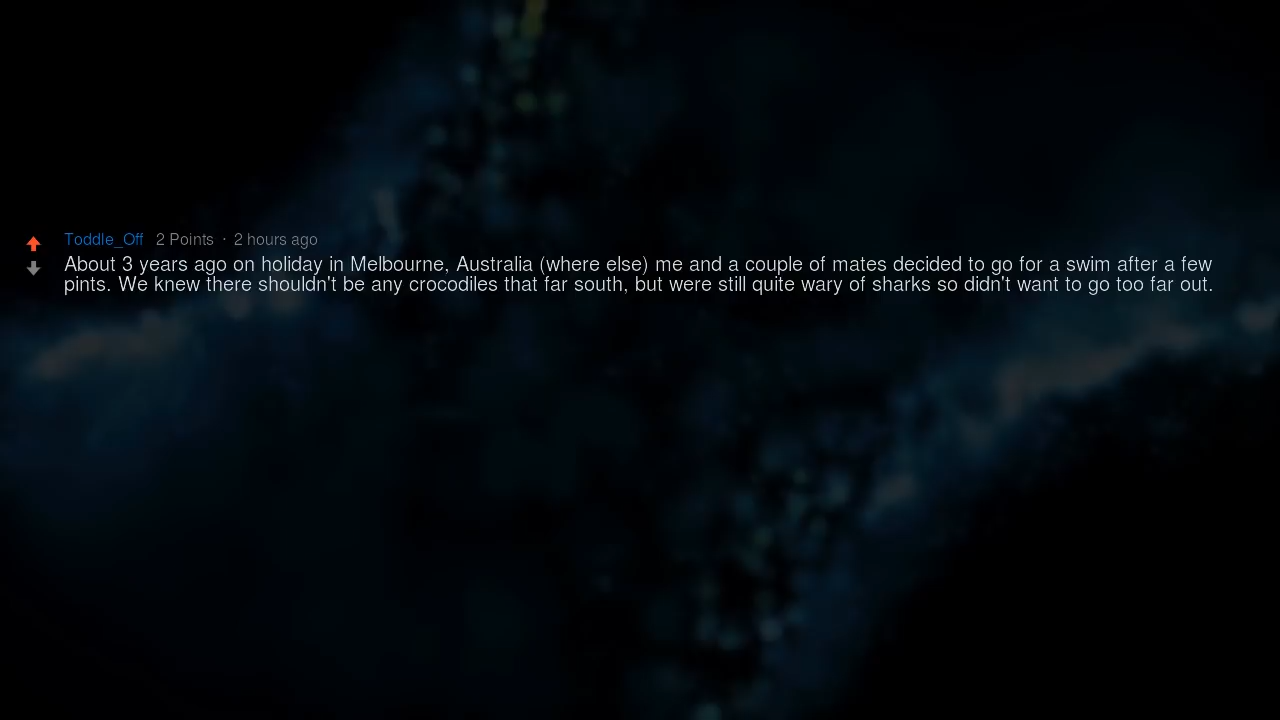 Toddle_Off 2 Points · 2 hours ago
About 3 years ago on holiday in Melbourne, Australia (where else) me and a couple of mates decided to go for a swim after a few
pints. We knew there shouldn't be any crocodiles that far south, but were still quite wary of sharks so didn't want to go too far out.